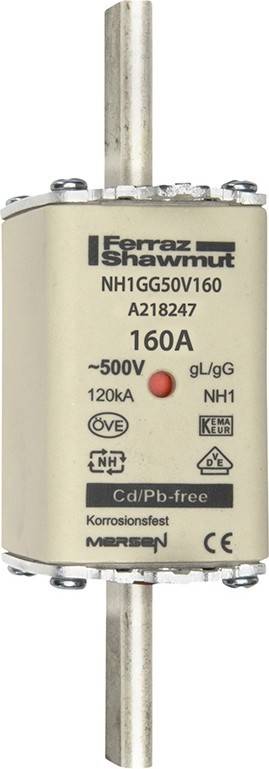 Ferraz
Shawmut
NH1GG50V160
A218247
160A
~500V gL/gG
120kA NH1
ÖVE KEMA
KEUR
NH VDE
Cd/Pb-free
Korrosionsfest
MERSEN CE